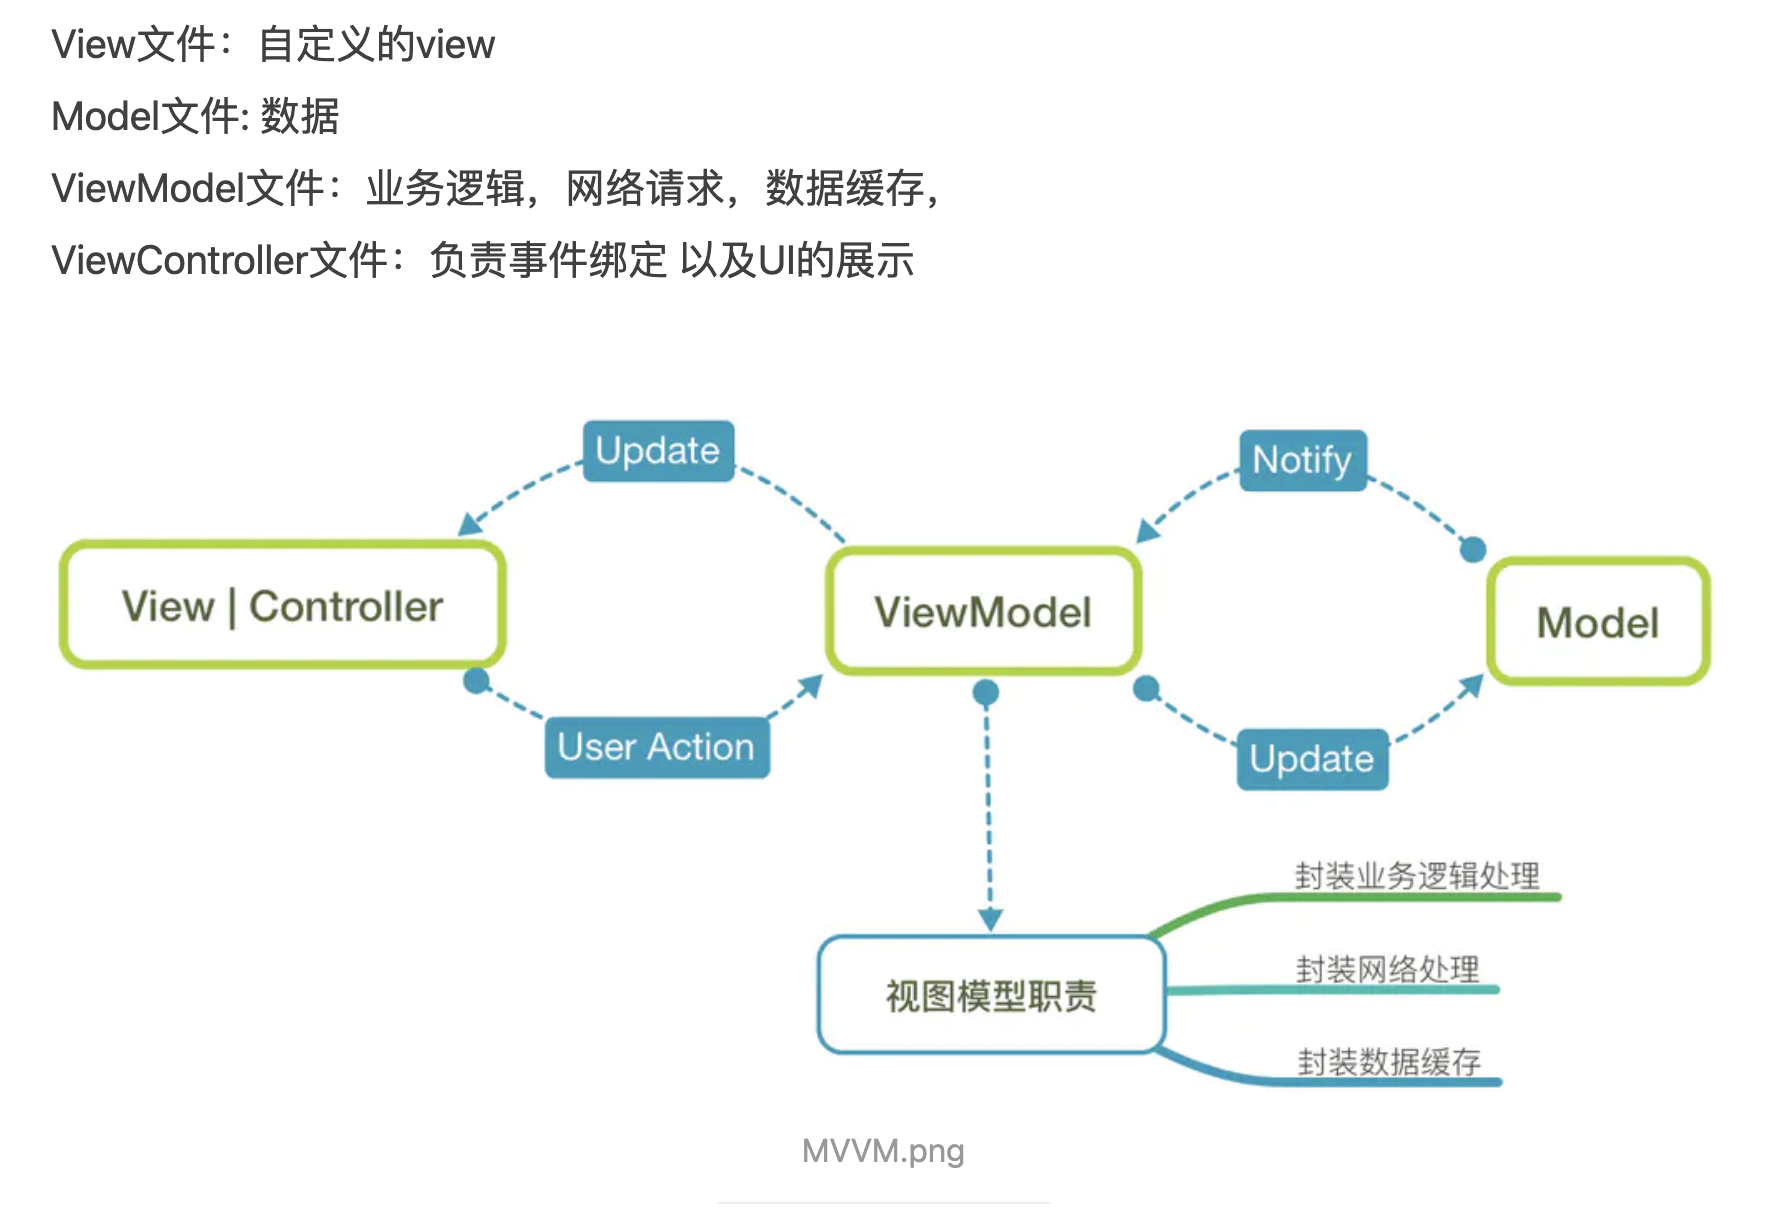 View文件：自定义的view
Model文件: 数据
ViewModel文件：业务逻辑，网络请求，数据缓存，
ViewController文件：负责事件绑定 以及UI的展示
Update
Notify
View | Controller
ViewModel
Model
User Action
Update
封装业务逻辑处理
封装网络处理
视图模型职责
封装数据缓存
MVVM.png